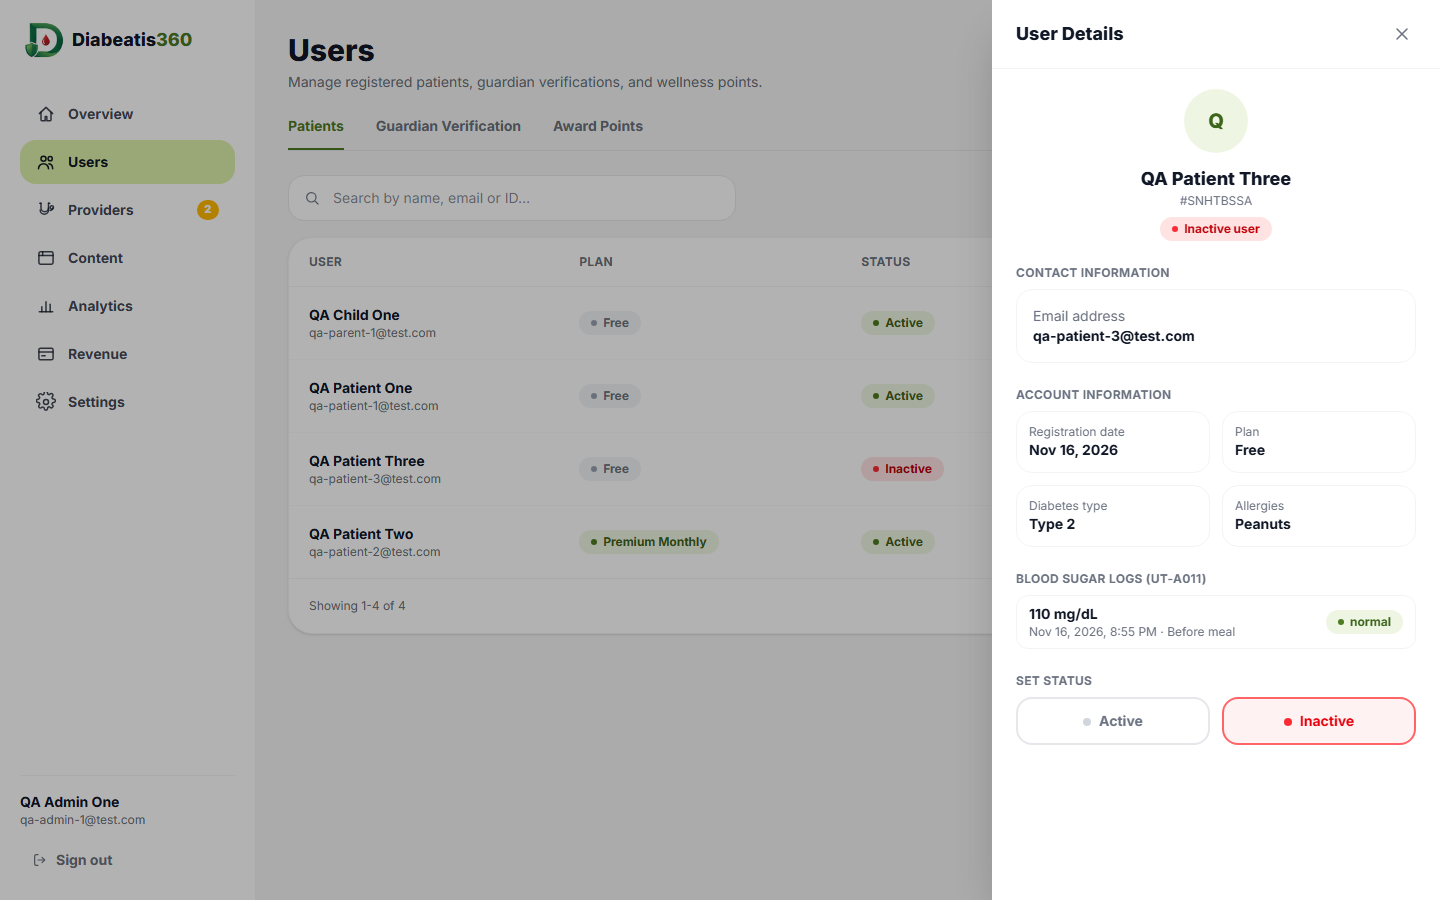 Diabeatis360
Overview
Users
Providers
2
Content
Analytics
Revenue
Settings
QA Admin One
qa-admin-1@test.com
Sign out
Users
Manage registered patients, guardian verifications, and wellness points.
Patients
Guardian Verification
Award Points
Search by name, email or ID...
USER PLAN STATUS
QA Child One
qa-parent-1@test.com
Free
Active
QA Patient One
qa-patient-1@test.com
Free
Active
QA Patient Three
qa-patient-3@test.com
Free
Inactive
QA Patient Two
qa-patient-2@test.com
Premium Monthly
Active
Showing 1-4 of 4
User Details
Q
QA Patient Three
#SNHTBSSA
Inactive user
CONTACT INFORMATION
Email address
qa-patient-3@test.com
ACCOUNT INFORMATION
Registration date
Nov 16, 2026
Plan
Free
Diabetes type
Type 2
Allergies
Peanuts
BLOOD SUGAR LOGS (UT-A011)
110 mg/dL
Nov 16, 2026, 8:55 PM · Before meal
normal
SET STATUS
Active
Inactive